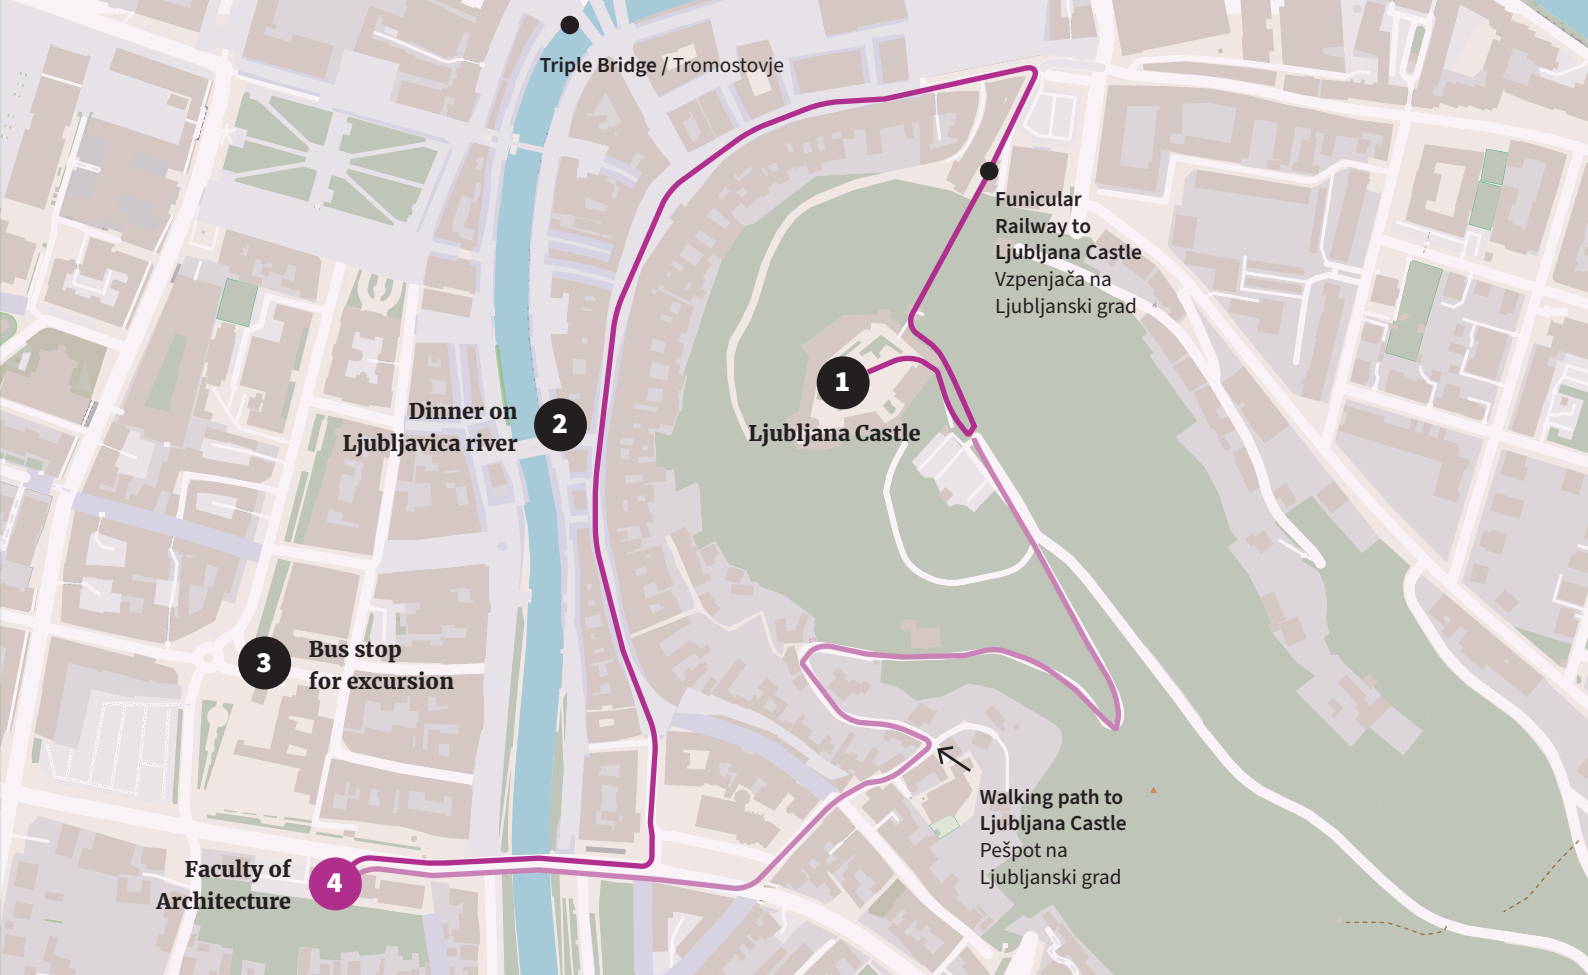 Triple Bridge / Tromostovje
Funicular
Railway to
Ljubljana Castle
Vzpenjača na
Ljubljanski grad
1
Ljubljana Castle
Dinner on
Ljubljavica river
2
3
Bus stop
for excursion
Walking path to
Ljubljana Castle
Pešpot na
Ljubljanski grad
Faculty of
Architecture
4